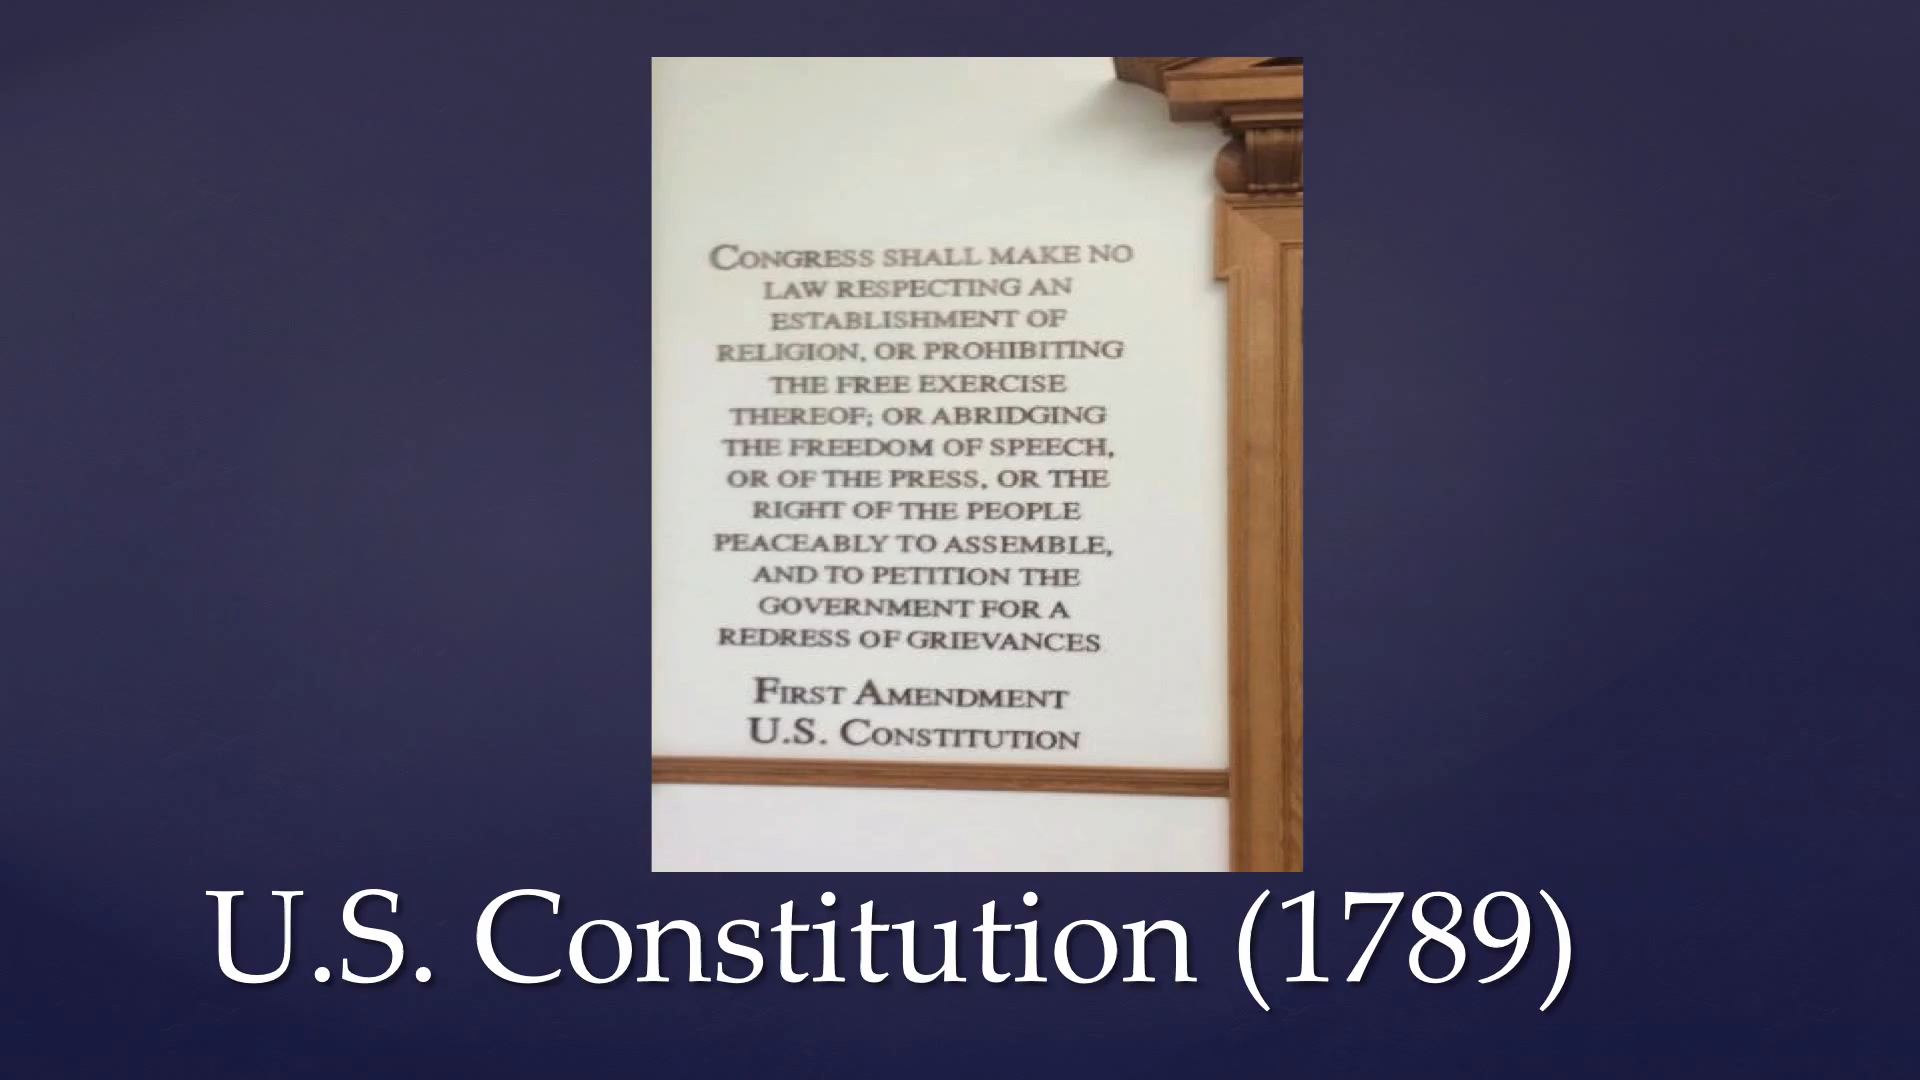 CONGRESS SHALL MAKE NO
LAW RESPECTING AN
ESTABLISHMENT OF
RELIGION, OR PROHIBITING
THE FREE EXERCISE
THEREOF; OR ABRIDGING
THE FREEDOM OF SPEECH,
OR OF THE PRESS, OR THE
RIGHT OF THE PEOPLE
PEACEABLY TO ASSEMBLE,
AND TO PETITION THE
GOVERNMENT FOR A
REDRESS OF GRIEVANCES
FIRST AMENDMENT
U.S. CONSTITUTION
U.S. Constitution (1789)